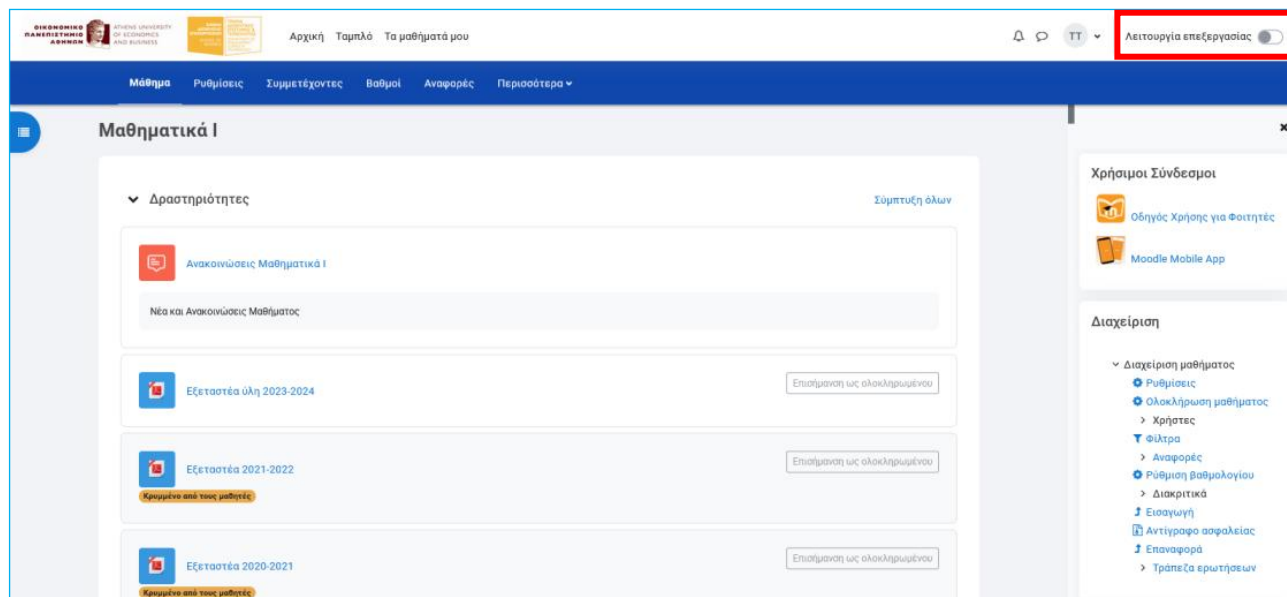 ΟΙΚΟΝΟΜΙΚΟ
ΠΑΝΕΠΙΣΤΗΜΙΟ
ΑΘΗΝΩΝ
ATHENS UNIVERSITY
OF ECONOMICS
AND BUSINESS
Αρχική Ταμπλό Τα μαθήματά μου
TT
Λειτουργία επεξεργασίας
Μάθημα Ρυθμίσεις Συμμετέχοντες Βαθμοί Αναφορές Περισσότερα
Μαθηματικά Ι
Δραστηριότητες
Σύμπτυξη όλων
Ανακοινώσεις Μαθηματικά Ι
Νέα και Ανακοινώσεις Μαθήματος
Εξεταστέα ύλη 2023-2024
Επισήμανση ως ολοκληρωμένου
Εξεταστέα 2021-2022
Επισήμανση ως ολοκληρωμένου
Κρυμμένο από τους μαθητές
Εξεταστέα 2020-2021
Επισήμανση ως ολοκληρωμένου
Κρυμμένο από τους μαθητές
Χρήσιμοι Σύνδεσμοι
Οδηγός Χρήσης για Φοιτητές
Moodle Mobile App
Διαχείριση
Διαχείριση μαθήματος
Ρυθμίσεις
Ολοκλήρωση μαθήματος
Χρήστες
Φίλτρα
Αναφορές
Ρύθμιση βαθμολογίου
Διακριτικά
Εισαγωγή
Αντίγραφο ασφαλείας
Επαναφορά
Τράπεζα ερωτήσεων